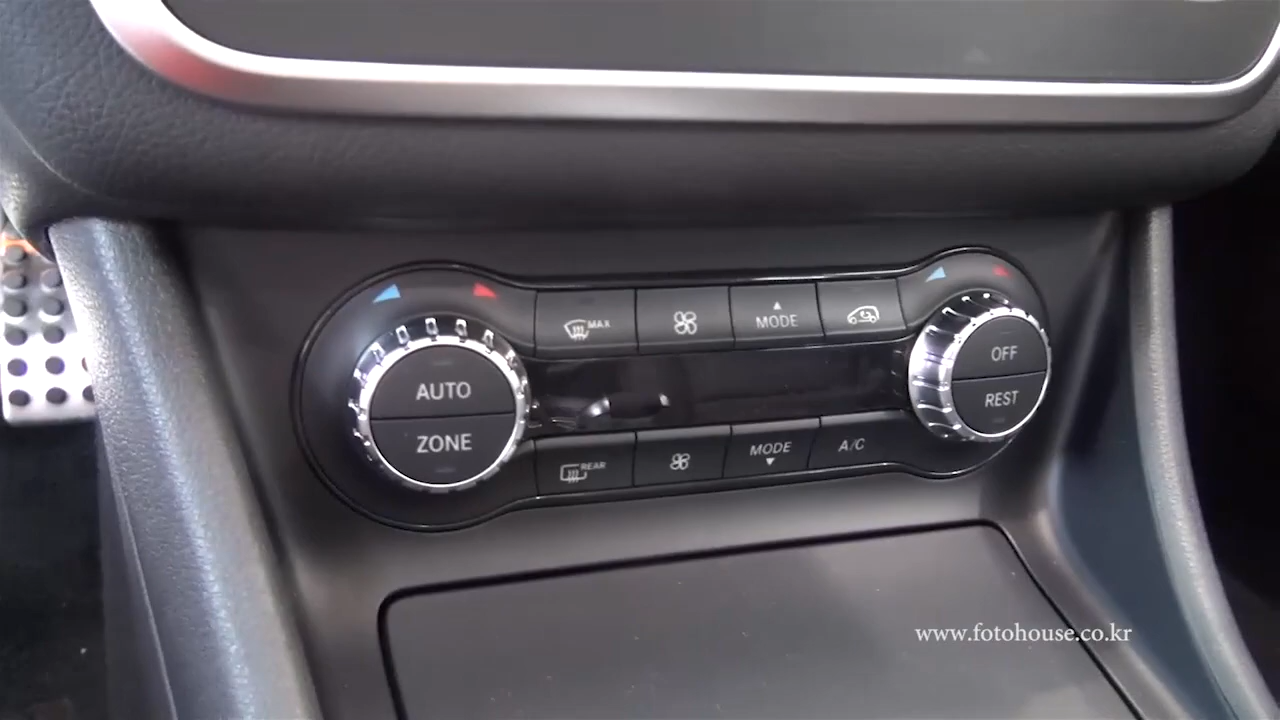 MAX
MODE
AUTO
ZONE
OFF
REST
REAR
MODE
A/C
www.fotohouse.co.kr